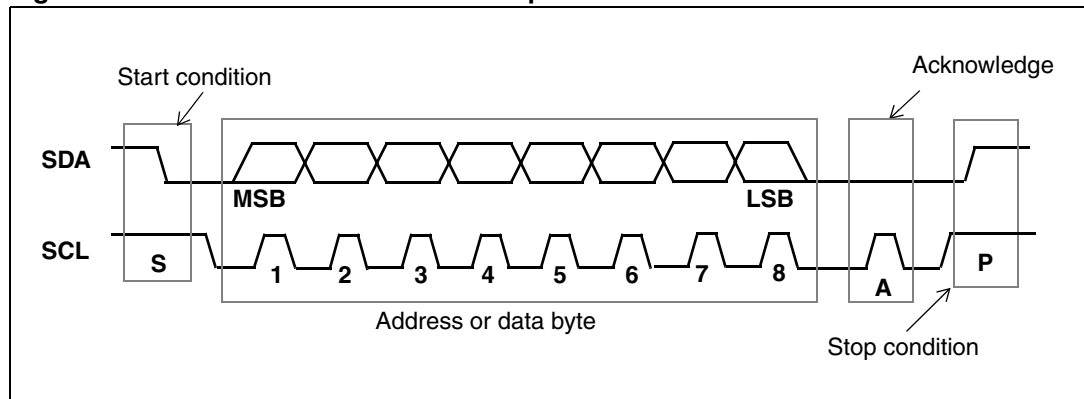 Start condition
Acknowledge
SDA
MSB
LSB
SCL
S
1 2 3 4 5 6 7 8
A
P
Address or data byte
Stop condition